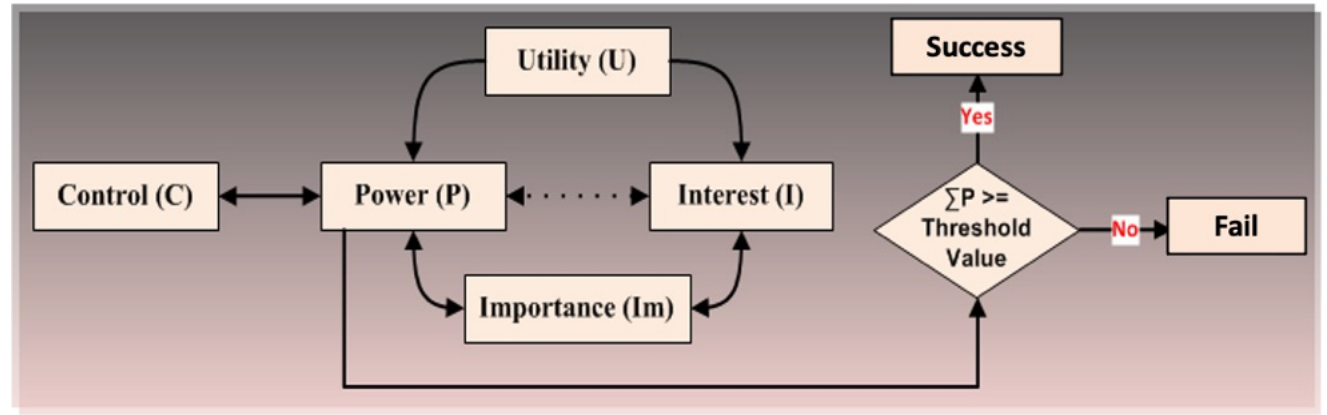 Utility (U)
Success
Yes
Control (C)
Power (P)
Interest (I)
∑P >=
Threshold
Value
No
Fail
Importance (Im)